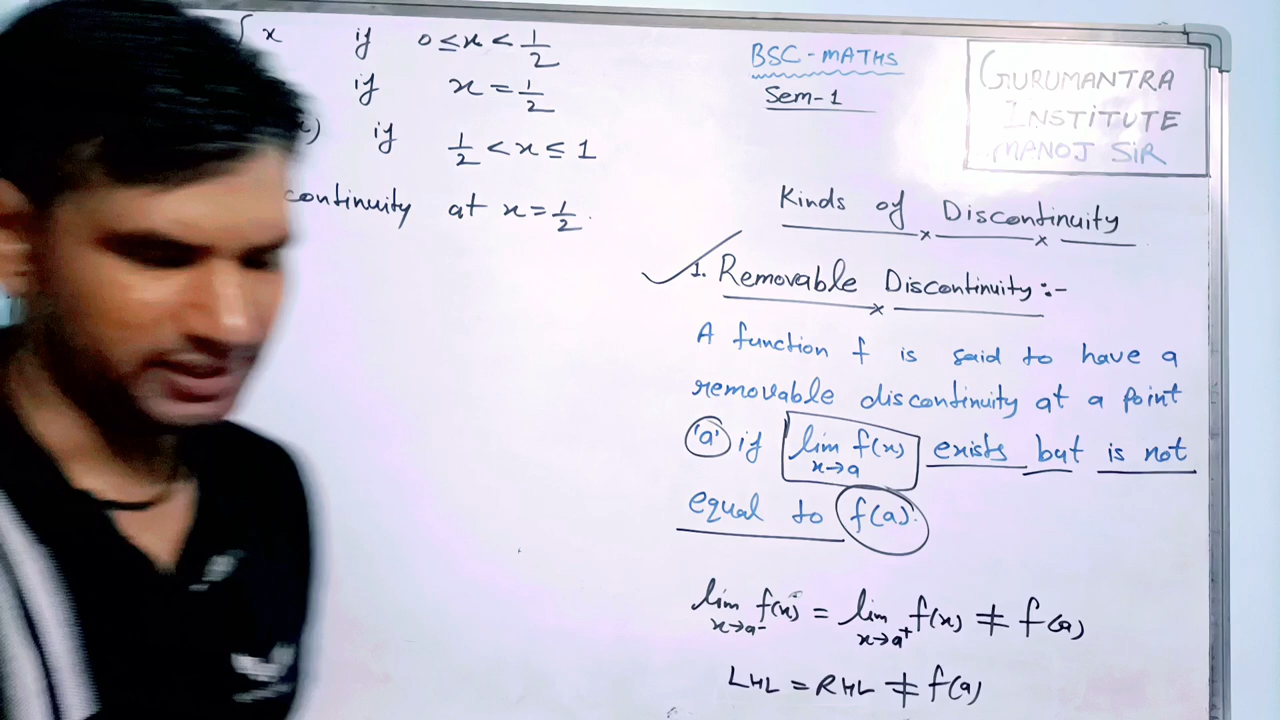 { x if 0 ≤ x < 1/2
if x = 1/2
) if 1/2 < x ≤ 1
continuity at x = 1/2.
BSC-MATHS
Sem-1
GURUMANTRA
INSTITUTE
MANOJ SIR
Kinds of Discontinuity
1. Removable Discontinuity :-
A function f is said to have a
removable discontinuity at a point
'a' if lim x→a f(x) exists but is not
equal to f(a).
lim x→a⁻ f(x) = lim x→a⁺ f(x) ≠ f(a)
LHL = RHL ≠ f(a)